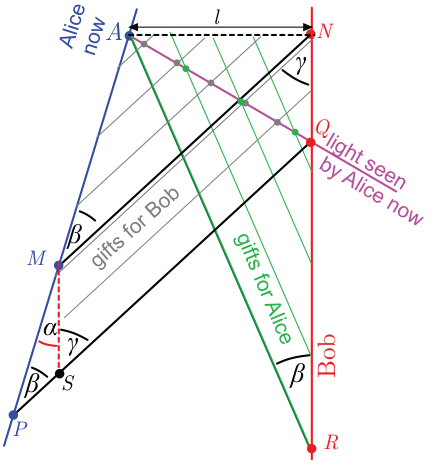 Alice
now
A
l
N
γ
Q
light seen
by Alice now
β
gifts for Bob
M
gifts for Alice
α
γ
Bob
β
S
β
P
R